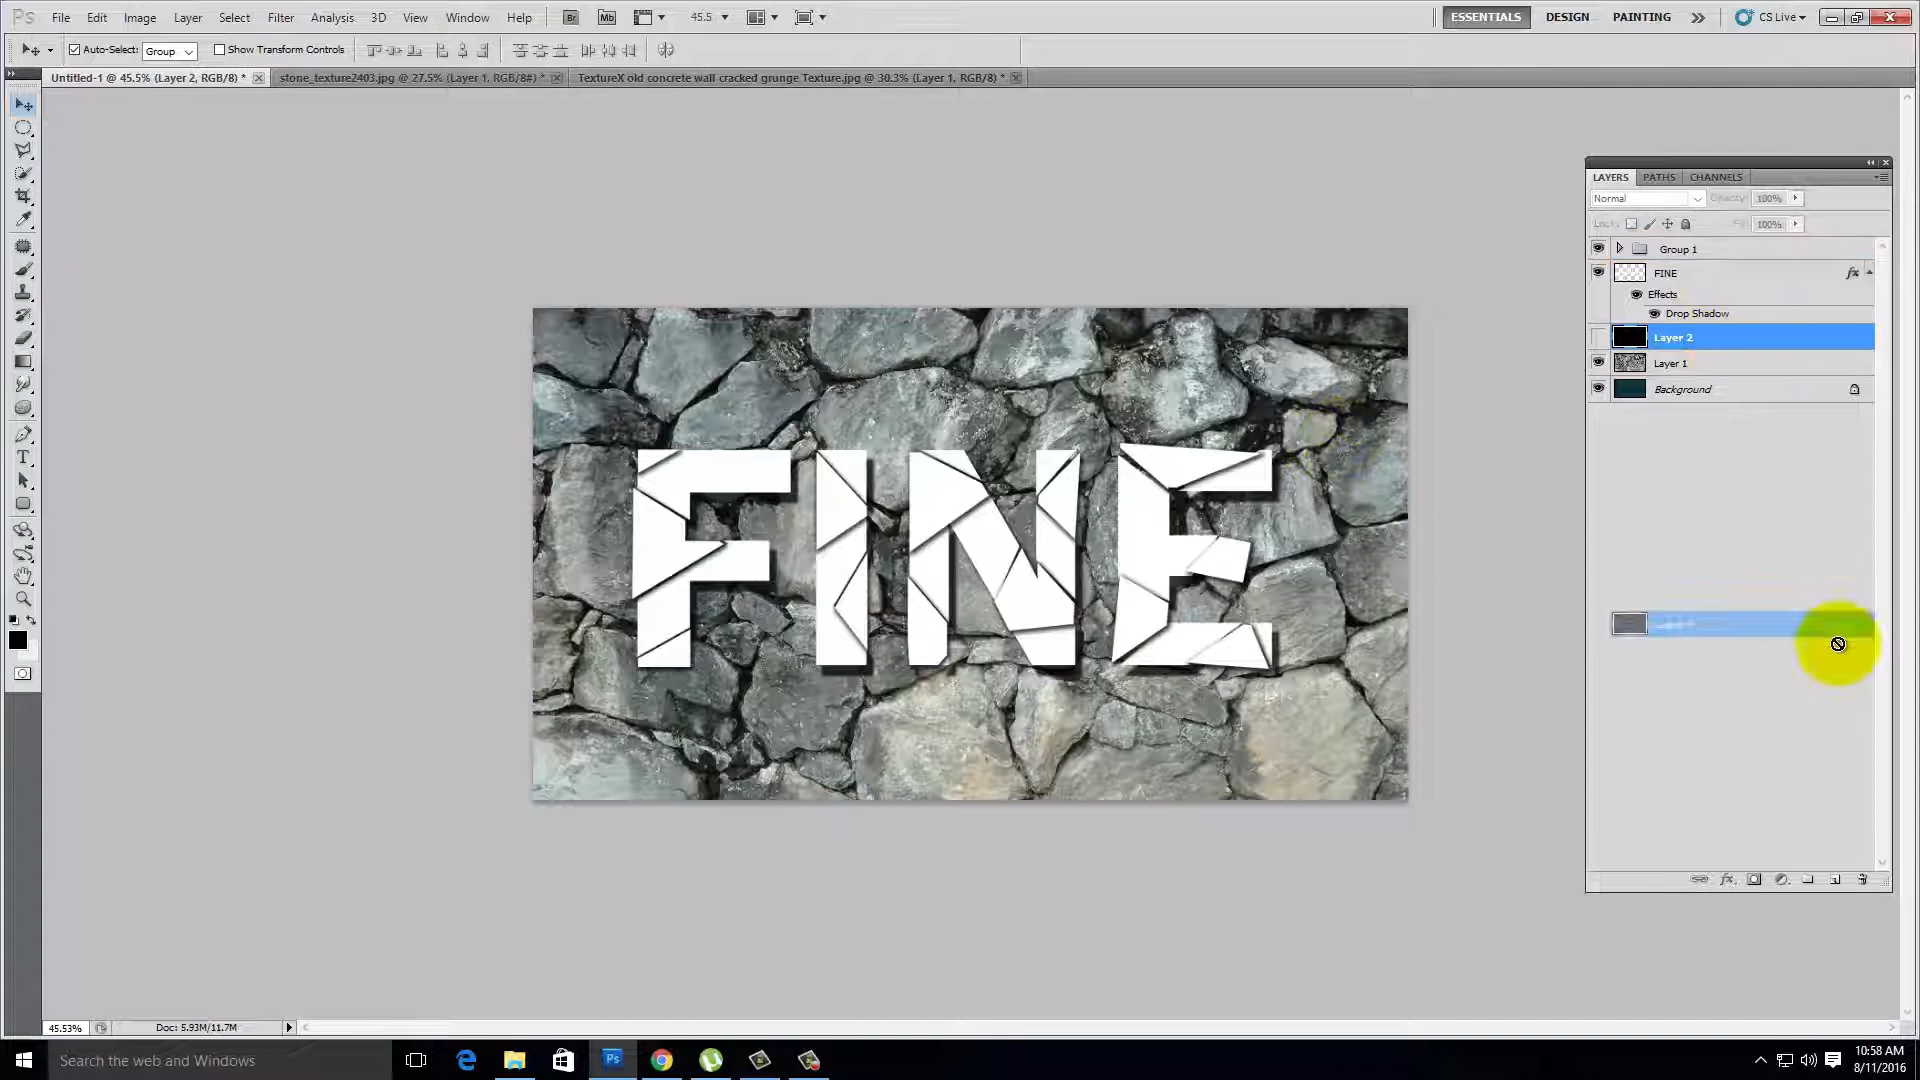 Ps File Edit Image Layer Select Filter Analysis 3D View Window Help Br Mb 45.5 ESSENTIALS DESIGN PAINTING CS Live
Auto-Select: Group Show Transform Controls
Untitled-1 @ 45.5% (Layer 2, RGB/8) * stone_texture2403.jpg @ 27.5% (Layer 1, RGB/8#) * TextureX old concrete wall cracked grunge Texture.jpg @ 30.3% (Layer 1, RGB/8) *
LAYERS PATHS CHANNELS
Normal Opacity: 100%
Lock: Fill: 100%
Group 1
FINE fx
Effects
Drop Shadow
Layer 2
Layer 1
Background
FINE
45.53% Doc: 5.93M/11.7M
Search the web and Windows
Ps
10:58 AM
8/11/2016